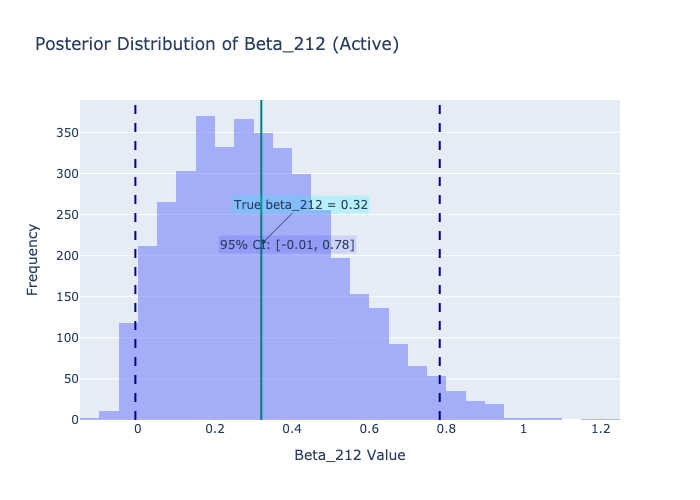 Posterior Distribution of Beta_212 (Active)
350
300
250
200
150
100
50
0
Frequency
True beta_212 = 0.32
95% CI: [-0.01, 0.78]
0 0.2 0.4 0.6 0.8 1 1.2
Beta_212 Value